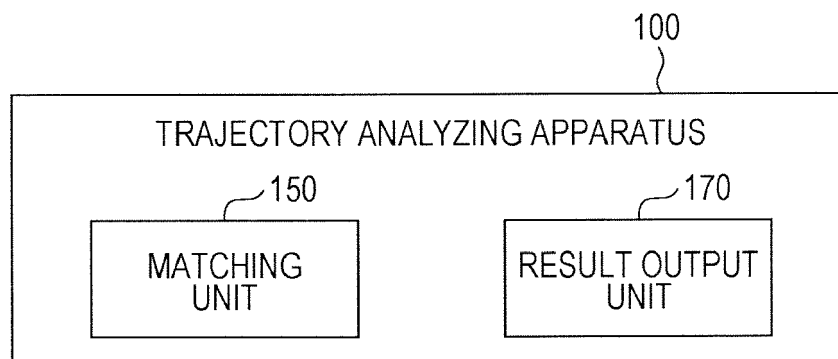 100
TRAJECTORY ANALYZING APPARATUS
150
170
MATCHING
UNIT
RESULT OUTPUT
UNIT